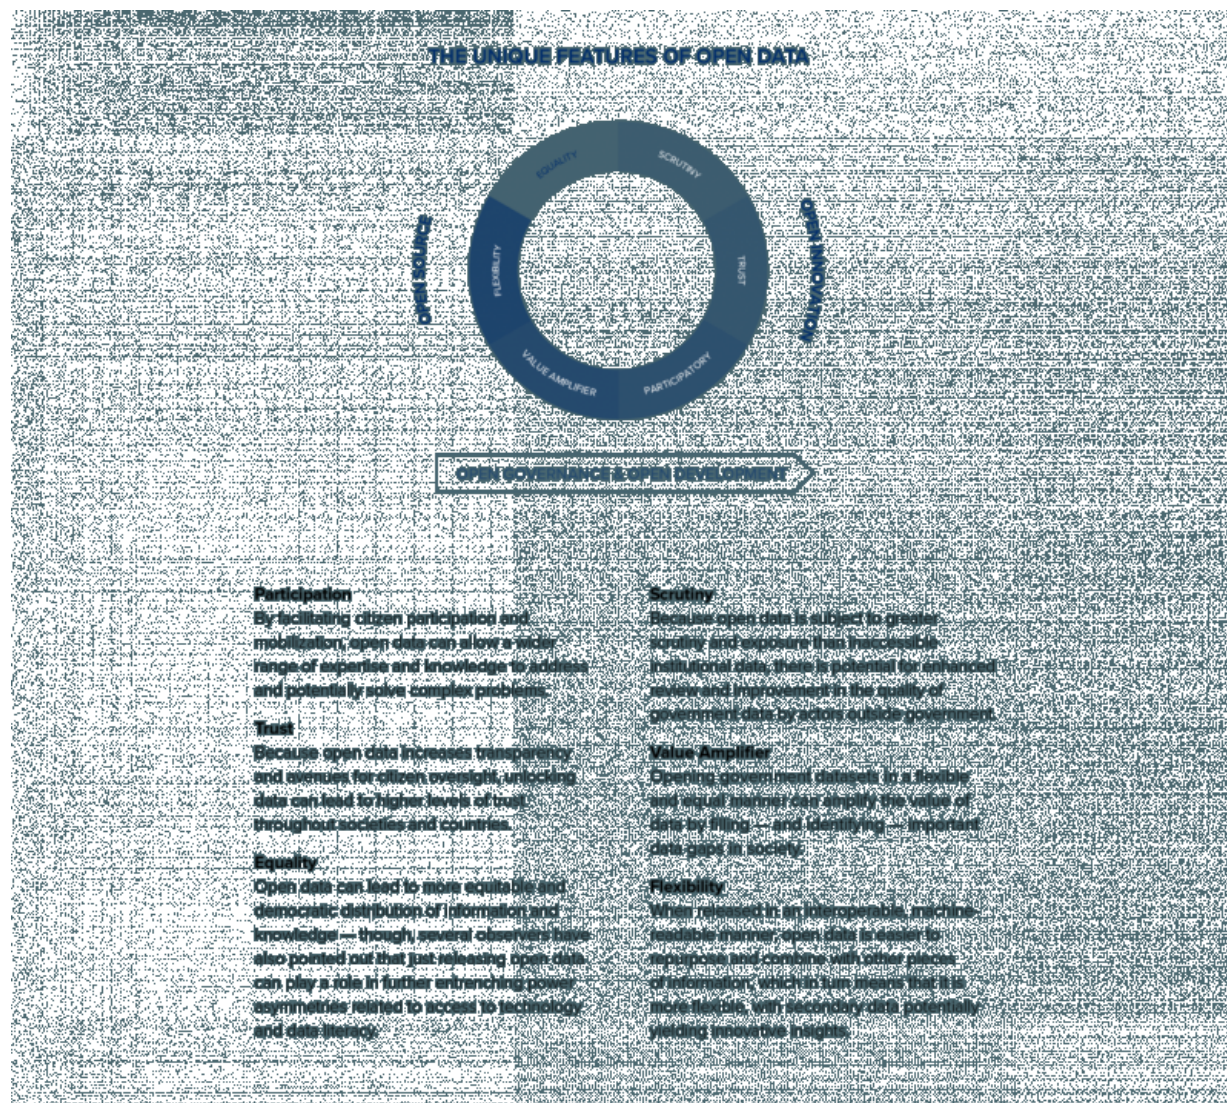 THE UNIQUE FEATURES OF OPEN DATA
EQUALITY
SCRUTINY
OPEN SOURCE
FLEXIBILITY
TRUST
OPEN INNOVATION
VALUE AMPLIFIER
PARTICIPATORY
OPEN GOVERNANCE & OPEN DEVELOPMENT
Participation
By facilitating citizen participation and
mobilization, open data can allow a wider
range of expertise and knowledge to address
and potentially solve complex problems.
Trust
Because open data increases transparency
and avenues for citizen oversight, unlocking
data can lead to higher levels of trust
throughout societies and countries.
Equality
Open data can lead to more equitable and
democratic distribution of information and
knowledge — though, several observers have
also pointed out that just releasing open data
can play a role in further entrenching power
asymmetries related to access to technology
and data literacy.
Scrutiny
Because open data is subject to greater
scrutiny and exposure than inaccessible
institutional data, there is potential for enhanced
review and improvement in the quality of
government data by actors outside government.
Value Amplifier
Opening government datasets in a flexible
and equal manner can amplify the value of
data by filling — and identifying — important
data gaps in society.
Flexibility
When released in an interoperable, machine-
readable manner, open data is easier to
repurpose and combine with other pieces
of information, which in turn means that it is
more flexible, with secondary data potentially
yielding innovative insights.